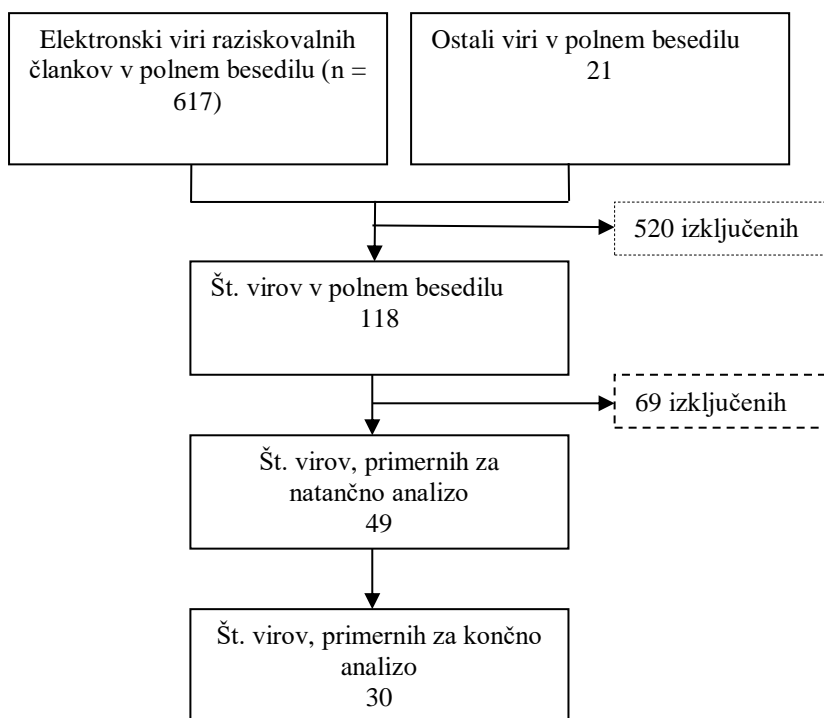 Elektronski viri raziskovalnih
člankov v polnem besedilu (n =
617)
Ostali viri v polnem besedilu
21
520 izključenih
Št. virov v polnem besedilu
118
69 izključenih
Št. virov, primernih za
natančno analizo
49
Št. virov, primernih za končno
analizo
30